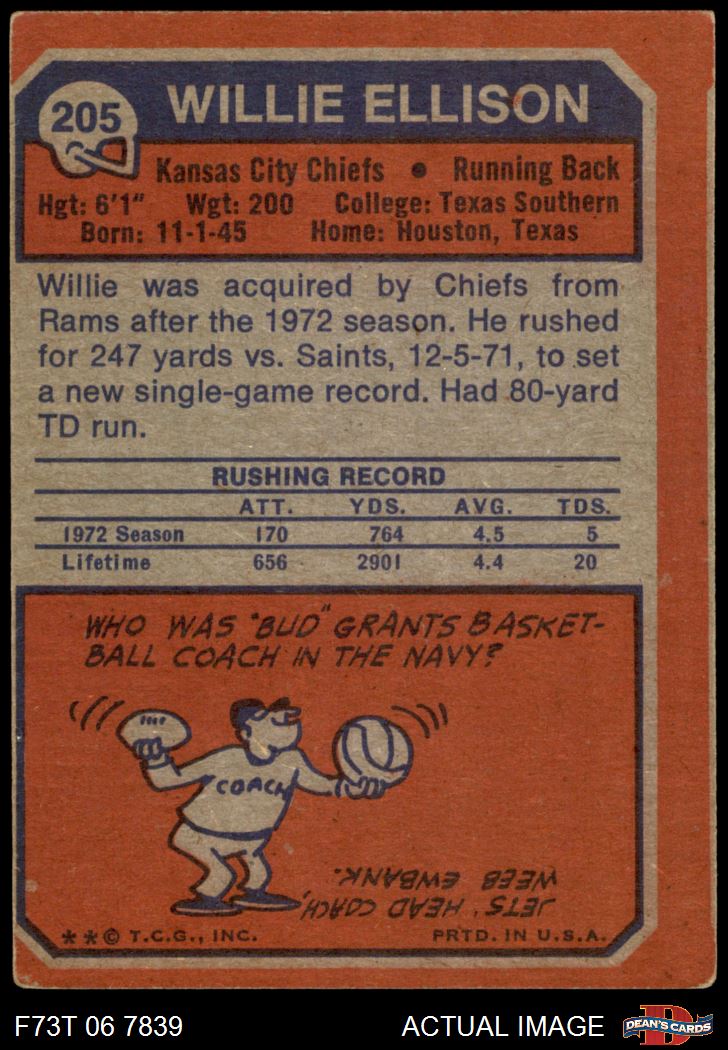 205
WILLIE ELLISON
Kansas City Chiefs • Running Back
Hgt: 6'1" Wgt: 200 College: Texas Southern
Born: 11-1-45 Home: Houston, Texas
Willie was acquired by Chiefs from
Rams after the 1972 season. He rushed
for 247 yards vs. Saints, 12-5-71, to set
a new single-game record. Had 80-yard
TD run.
RUSHING RECORD
ATT. YDS. AVG. TDS.
1972 Season 170 764 4.5 5
Lifetime 656 2901 4.4 20
WHO WAS "BUD" GRANTS BASKET-
BALL COACH IN THE NAVY?
COACH
JETS' HEAD COACH,
WEEB EWBANK.
**© T.C.G., INC. PRTD. IN U.S.A.
F73T 06 7839 ACTUAL IMAGE
D
DEAN'S CARDS